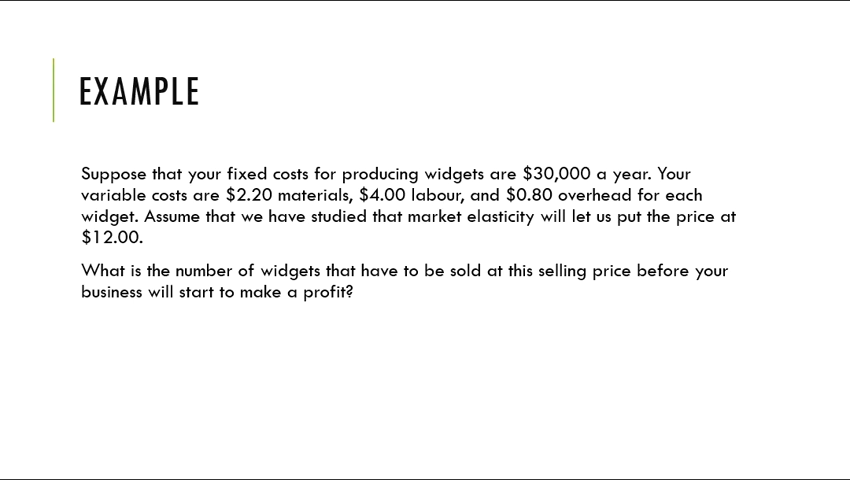 EXAMPLE
Suppose that your fixed costs for producing widgets are $30,000 a year. Your
variable costs are $2.20 materials, $4.00 labour, and $0.80 overhead for each
widget. Assume that we have studied that market elasticity will let us put the price at
$12.00.
What is the number of widgets that have to be sold at this selling price before your
business will start to make a profit?